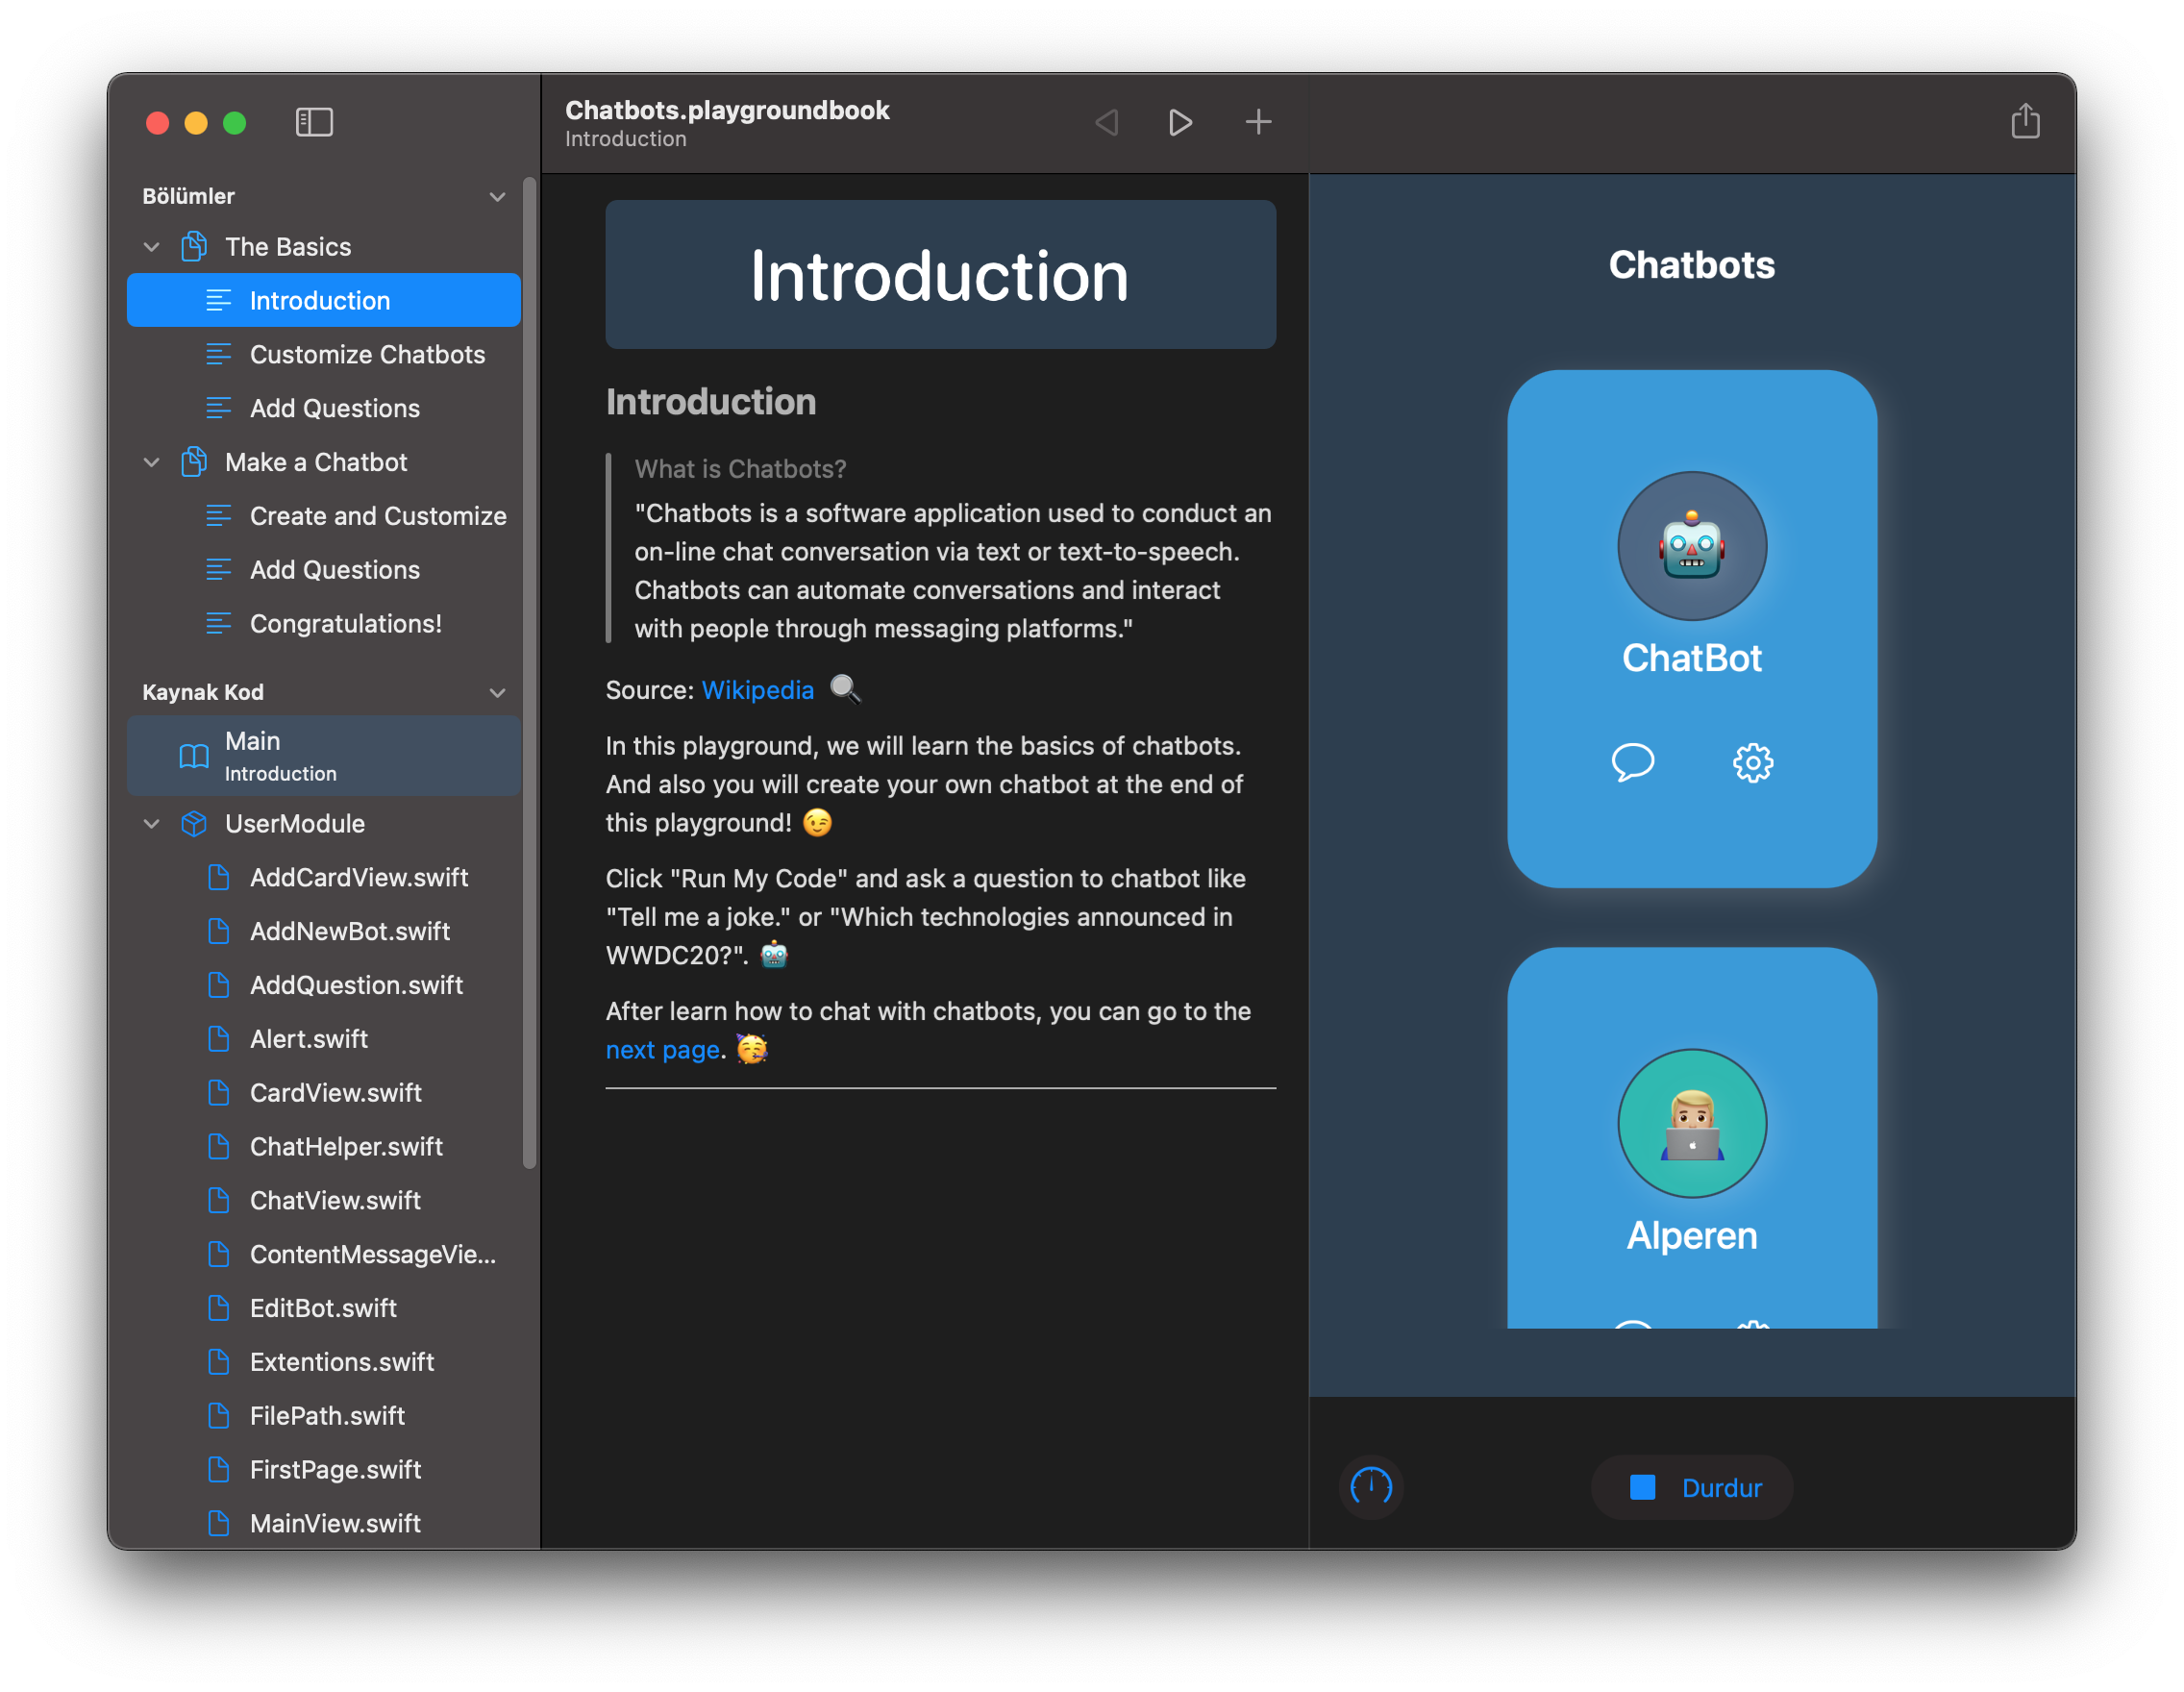 Bölümler
The Basics
Introduction
Customize Chatbots
Add Questions
Make a Chatbot
Create and Customize
Add Questions
Congratulations!
Kaynak Kod
Main
Introduction
UserModule
AddCardView.swift
AddNewBot.swift
AddQuestion.swift
Alert.swift
CardView.swift
ChatHelper.swift
ChatView.swift
ContentMessageVie...
EditBot.swift
Extentions.swift
FilePath.swift
FirstPage.swift
MainView.swift
Chatbots.playgroundbook
Introduction
Introduction
Introduction
What is Chatbots?
"Chatbots is a software application used to conduct an
on-line chat conversation via text or text-to-speech.
Chatbots can automate conversations and interact
with people through messaging platforms."
Source: Wikipedia 🔍
In this playground, we will learn the basics of chatbots.
And also you will create your own chatbot at the end of
this playground! 😉
Click "Run My Code" and ask a question to chatbot like
"Tell me a joke." or "Which technologies announced in
WWDC20?". 🤖
After learn how to chat with chatbots, you can go to the
next page. 🥳
Chatbots
ChatBot
Alperen
Durdur